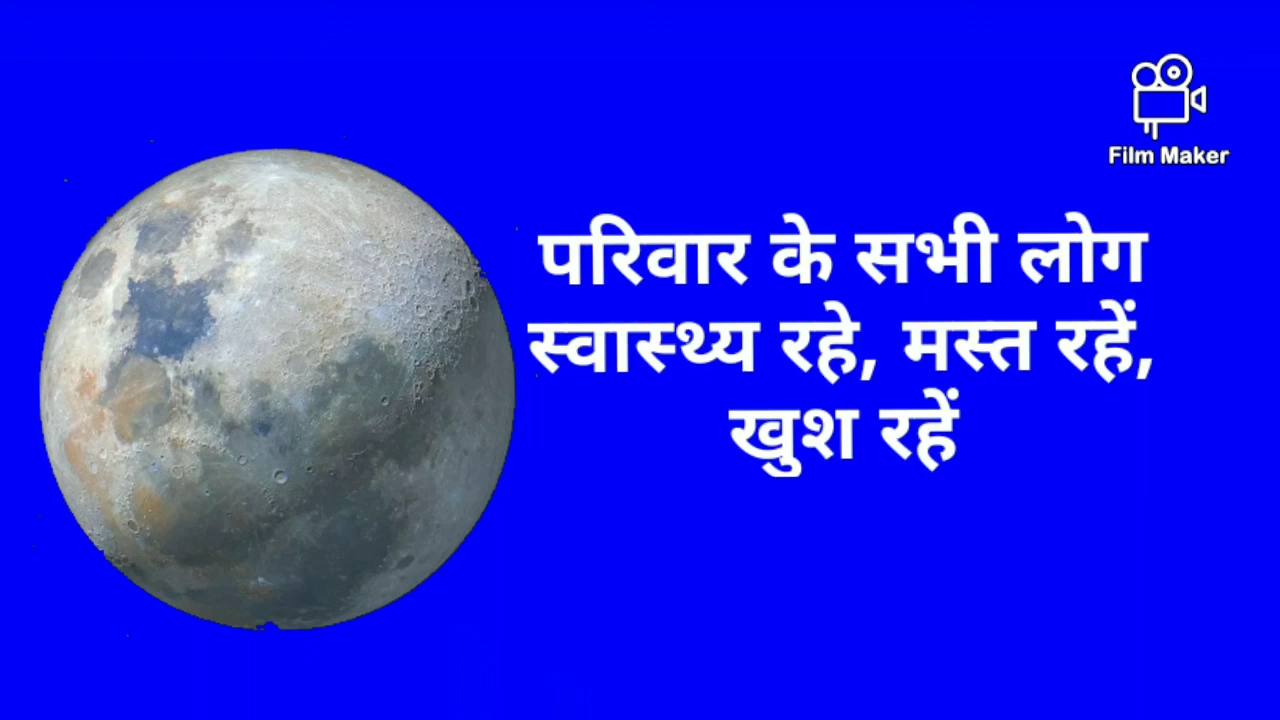 Film Maker
परिवार के सभी लोग
स्वास्थ्य रहे, मस्त रहें,
खुश रहें